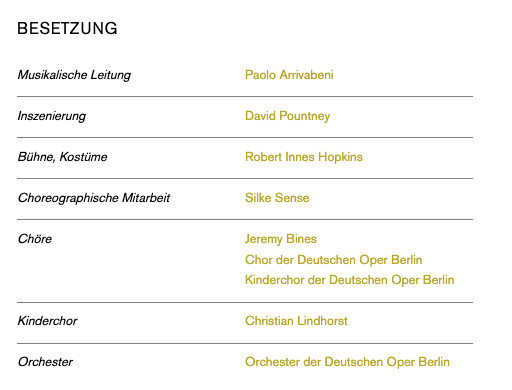 BESETZUNG
Musikalische Leitung Paolo Arrivabeni
Inszenierung David Pountney
Bühne, Kostüme Robert Innes Hopkins
Choreographische Mitarbeit Silke Sense
Chöre Jeremy Bines
Chor der Deutschen Oper Berlin
Kinderchor der Deutschen Oper Berlin
Kinderchor Christian Lindhorst
Orchester Orchester der Deutschen Oper Berlin